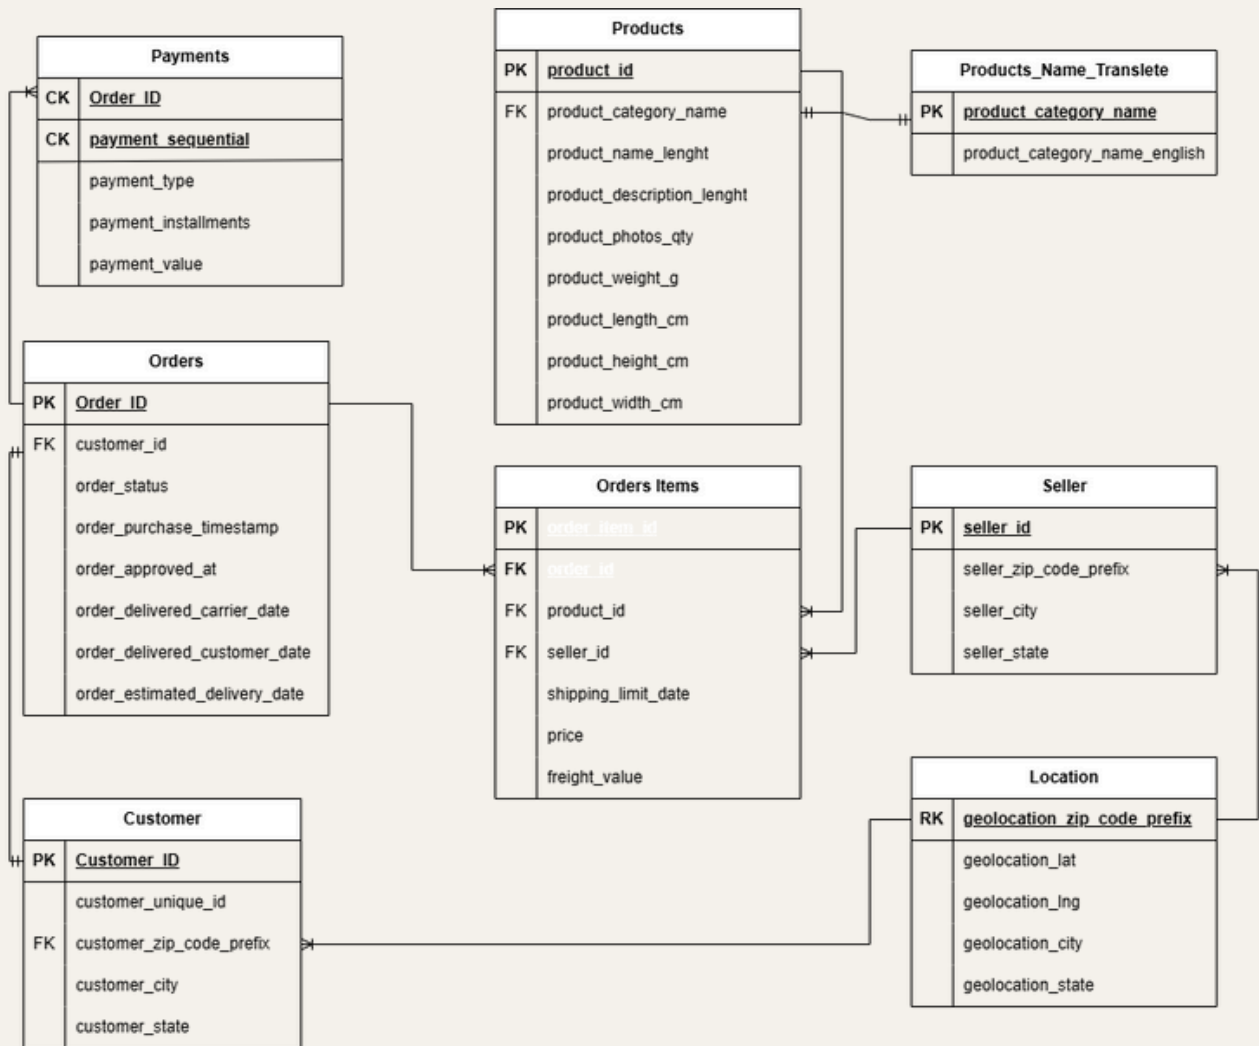 Payments
CK Order_ID
CK payment_sequential
payment_type
payment_installments
payment_value
Products
PK product_id
FK product_category_name
product_name_lenght
product_description_lenght
product_photos_qty
product_weight_g
product_length_cm
product_height_cm
product_width_cm
Products_Name_Translete
PK product_category_name
product_category_name_english
Orders
PK Order_ID
FK customer_id
order_status
order_purchase_timestamp
order_approved_at
order_delivered_carrier_date
order_delivered_customer_date
order_estimated_delivery_date
Orders Items
PK order_item_id
FK order_id
FK product_id
FK seller_id
shipping_limit_date
price
freight_value
Seller
PK seller_id
seller_zip_code_prefix
seller_city
seller_state
Customer
PK Customer_ID
customer_unique_id
FK customer_zip_code_prefix
customer_city
customer_state
Location
RK geolocation_zip_code_prefix
geolocation_lat
geolocation_lng
geolocation_city
geolocation_state